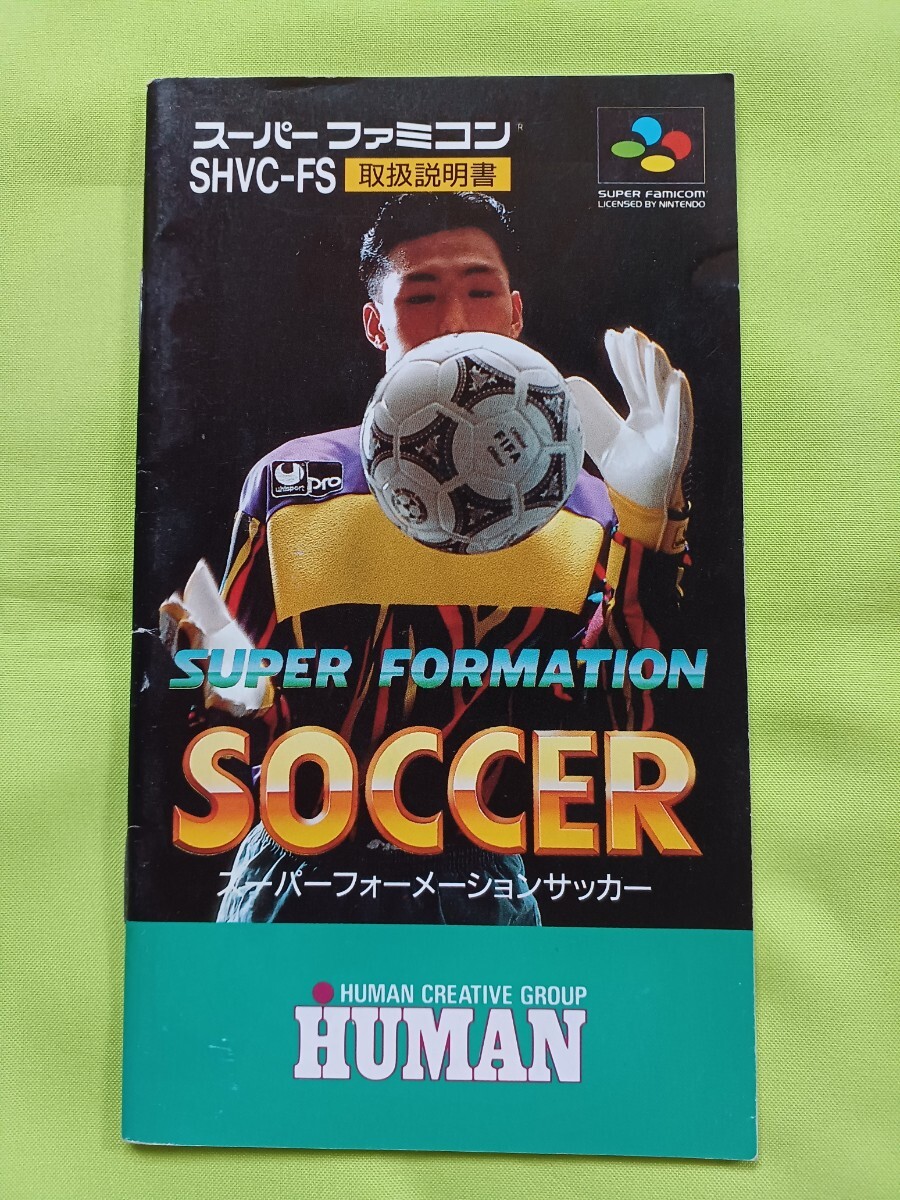 スーパーファミコン®
SHVC-FS 取扱説明書
SUPER FAMICOM
LICENSED BY NINTENDO
FIFA
uhlsport pro
SUPER FORMATION
SOCCER
スーパーフォーメーションサッカー
HUMAN CREATIVE GROUP
HUMAN